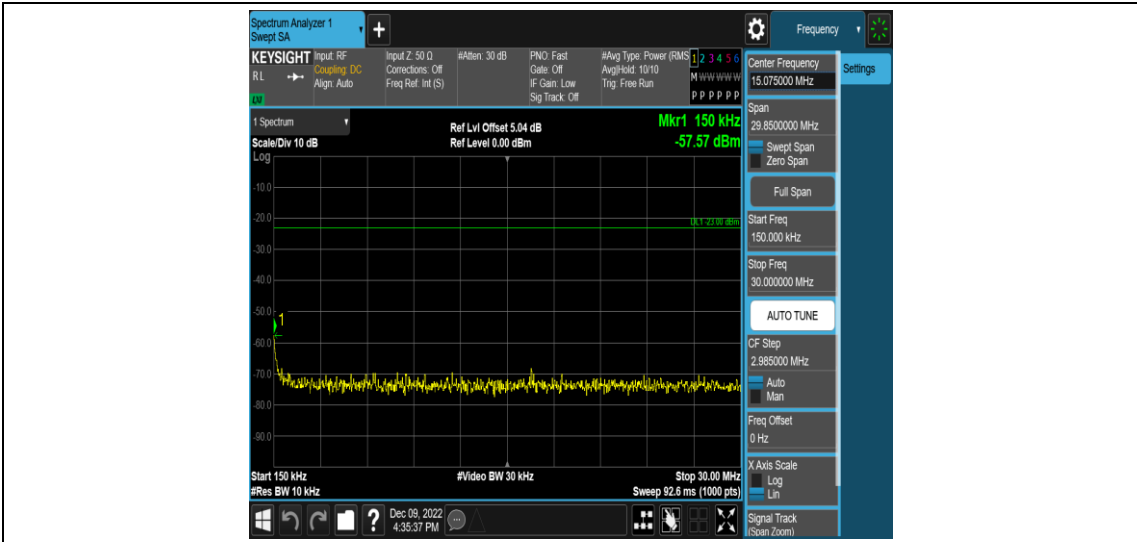 Spectrum Analyzer 1
Swept SA
+
Frequency
KEYSIGHT
RL
LXI
Input: RF
Coupling: DC
Align: Auto
Input Z: 50 Ω
Corrections: Off
Freq Ref: Int (S)
#Atten: 30 dB
PNO: Fast
Gate: Off
IF Gain: Low
Sig Track: Off
#Avg Type: Power (RMS
Avg|Hold: 10/10
Trig: Free Run
1 2 3 4 5 6
M W W W W W
P P P P P P
1 Spectrum
Scale/Div 10 dB
Log
Ref Lvl Offset 5.04 dB
Ref Level 0.00 dBm
Mkr1 150 kHz
-57.57 dBm
-10.0
-20.0
DL1 -23.00 dBm
-30.0
-40.0
-50.0
1
-60.0
-70.0
-80.0
-90.0
Start 150 kHz
#Video BW 30 kHz
Stop 30.00 MHz
#Res BW 10 kHz
Sweep 92.6 ms (1000 pts)
?
Dec 09, 2022
4:35:37 PM
Center Frequency
15.075000 MHz
Settings
Span
29.8500000 MHz
Swept Span
Zero Span
Full Span
Start Freq
150.000 kHz
Stop Freq
30.000000 MHz
AUTO TUNE
CF Step
2.985000 MHz
Auto
Man
Freq Offset
0 Hz
X Axis Scale
Log
Lin
Signal Track
(Span Zoom)